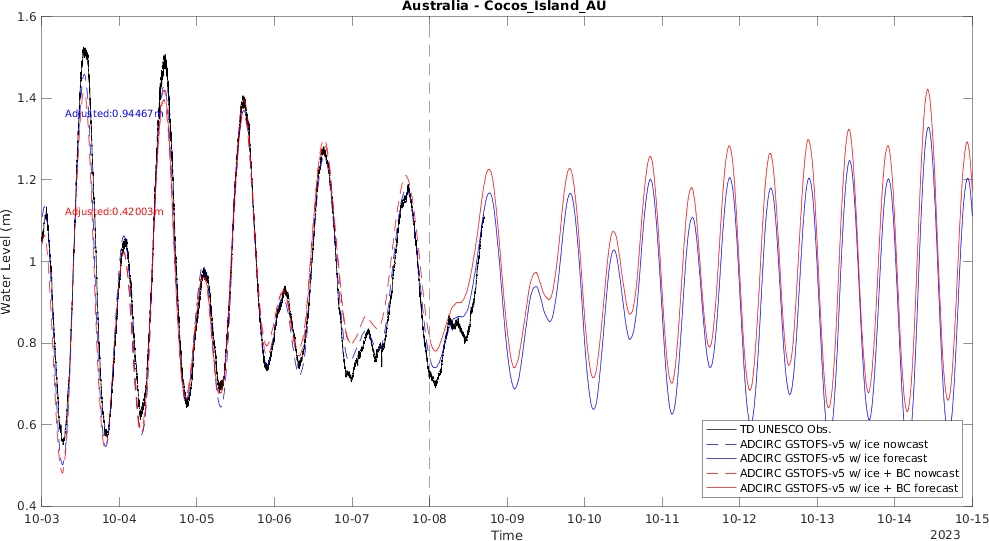 Australia - Cocos_Island_AU
1.6
1.4
1.2
1
0.8
0.6
0.4
Water Level (m)
Adjusted:0.94467m
Adjusted:0.42003m
TD UNESCO Obs.
ADCIRC GSTOFS-v5 w/ ice nowcast
ADCIRC GSTOFS-v5 w/ ice forecast
ADCIRC GSTOFS-v5 w/ ice + BC nowcast
ADCIRC GSTOFS-v5 w/ ice + BC forecast
10-03 10-04 10-05 10-06 10-07 10-08 10-09 10-10 10-11 10-12 10-13 10-14 10-15
Time
2023